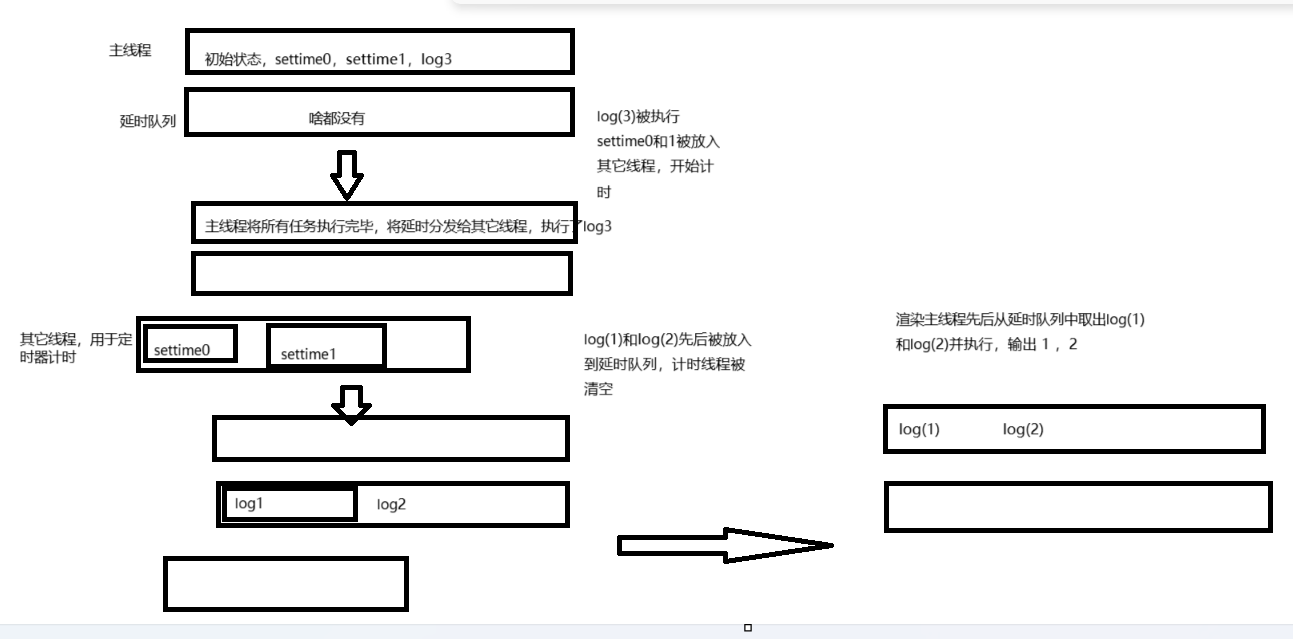 主线程
初始状态，settime0，settime1，log3
延时队列
啥都没有
log(3)被执行
settime0和1被放入
其它线程，开始计
时
主线程将所有任务执行完毕，将延时分发给其它线程，执行了log3
其它线程，用于定
时器计时
settime0
settime1
log(1)和log(2)先后被放入
到延时队列，计时线程被
清空
log1
log2
渲染主线程先后从延时队列中取出log(1)
和log(2)并执行，输出 1 ，2
log(1)
log(2)